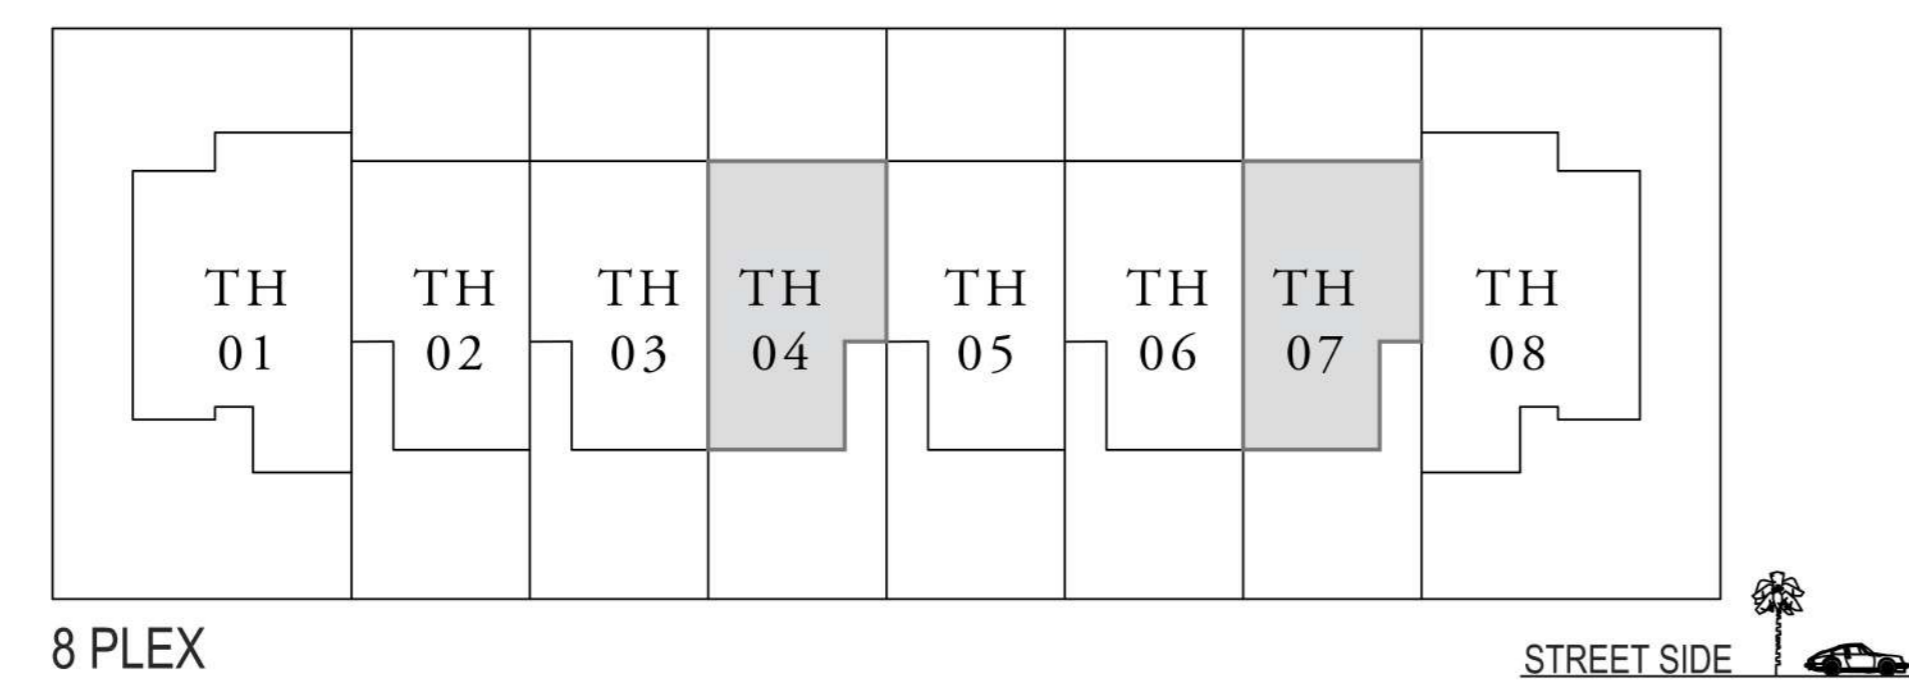 TH TH TH TH TH TH TH TH
01 02 03 04 05 06 07 08
8 PLEX
STREET SIDE